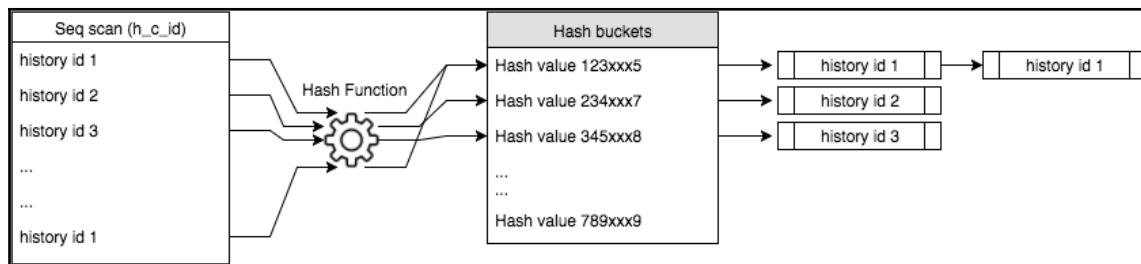 Seq scan (h_c_id)
history id 1
history id 2
history id 3
...
...
history id 1
Hash Function
Hash buckets
Hash value 123xxx5
Hash value 234xxx7
Hash value 345xxx8
...
...
Hash value 789xxx9
history id 1
history id 1
history id 2
history id 3